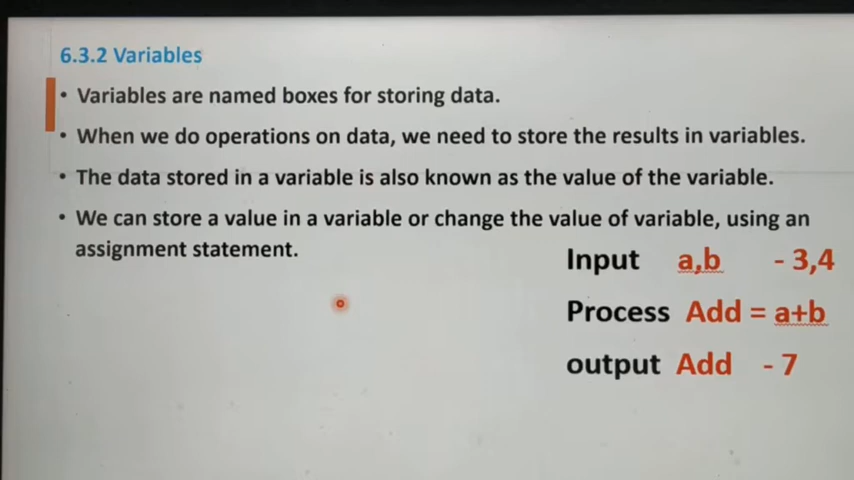 6.3.2 Variables
• Variables are named boxes for storing data.
• When we do operations on data, we need to store the results in variables.
• The data stored in a variable is also known as the value of the variable.
• We can store a value in a variable or change the value of variable, using an
assignment statement.
Input a,b - 3,4
Process Add = a+b
output Add - 7